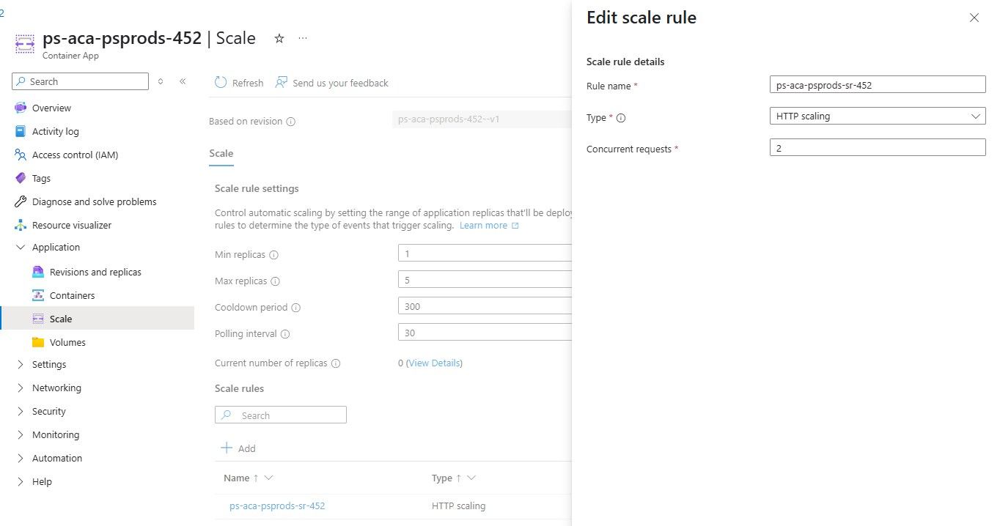 2
ps-aca-psprods-452 | Scale
Container App
Search
Overview
Activity log
Access control (IAM)
Tags
Diagnose and solve problems
Resource visualizer
Application
Revisions and replicas
Containers
Scale
Volumes
Settings
Networking
Security
Monitoring
Automation
Help
Refresh
Send us your feedback
Based on revision
ps-aca-psprods-452--v1
Scale
Scale rule settings
Control automatic scaling by setting the range of application replicas that'll be deploy
rules to determine the type of events that trigger scaling. Learn more
Min replicas
1
Max replicas
5
Cooldown period
300
Polling interval
30
Current number of replicas
0 (View Details)
Scale rules
Search
Add
Name ↑ Type ↑
ps-aca-psprods-sr-452 HTTP scaling
Edit scale rule
Scale rule details
Rule name *
ps-aca-psprods-sr-452
Type *
HTTP scaling
Concurrent requests *
2